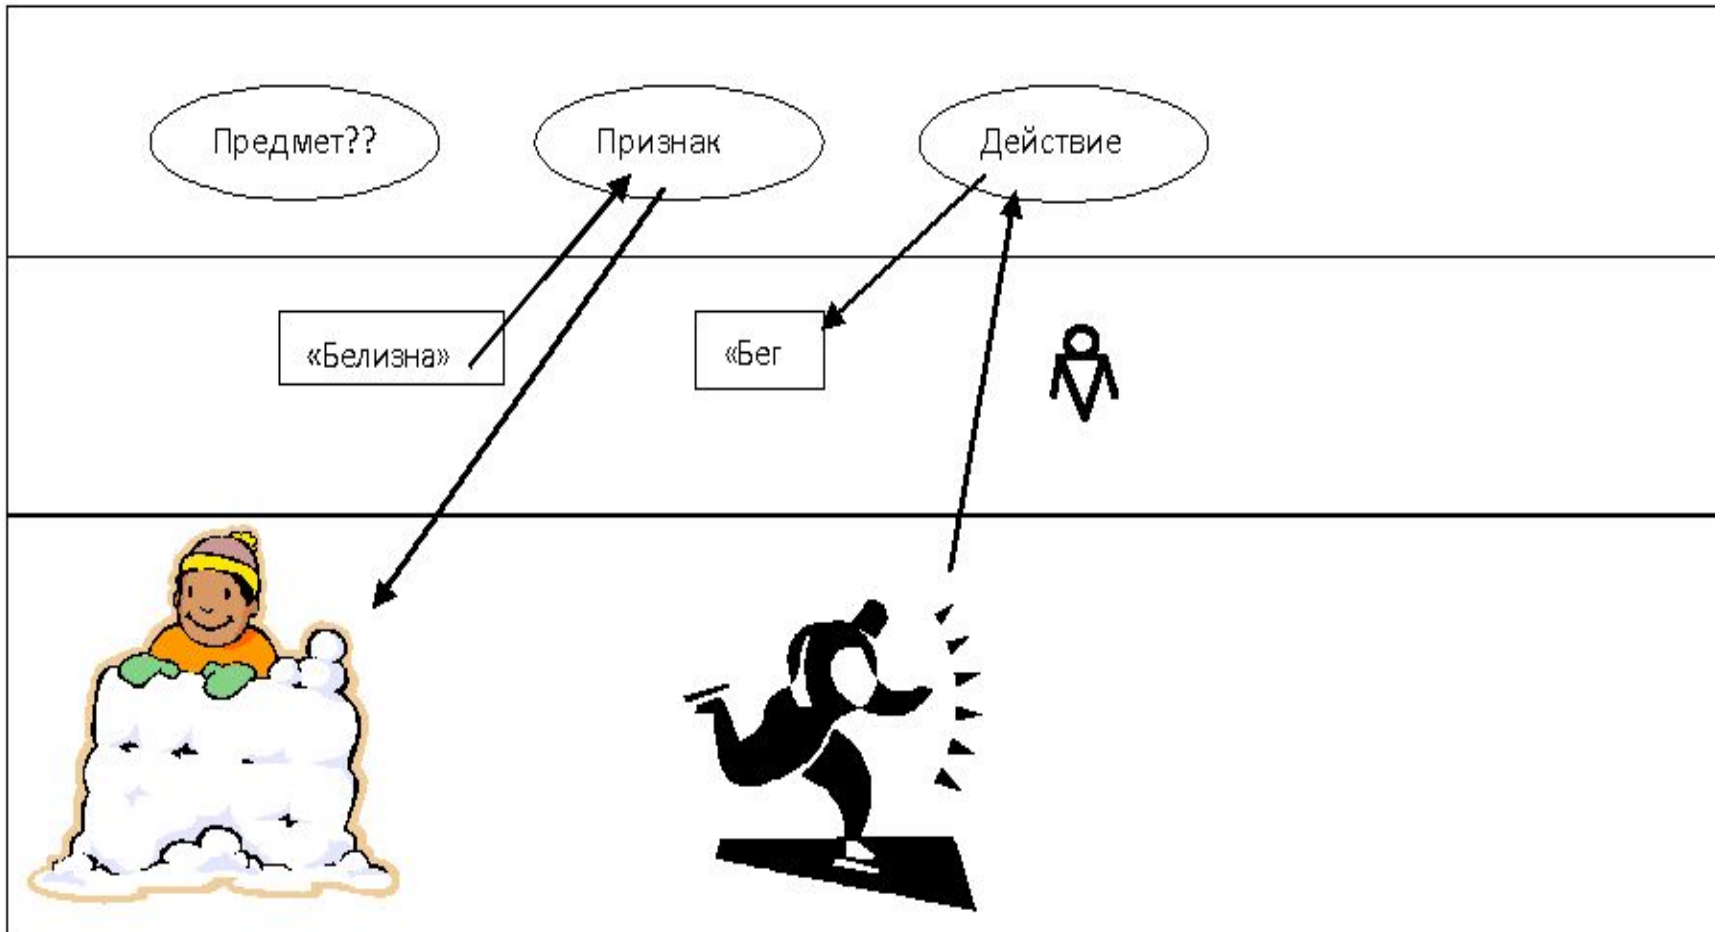 Предмет??
Признак
Действие
«Белизна»
«Бег